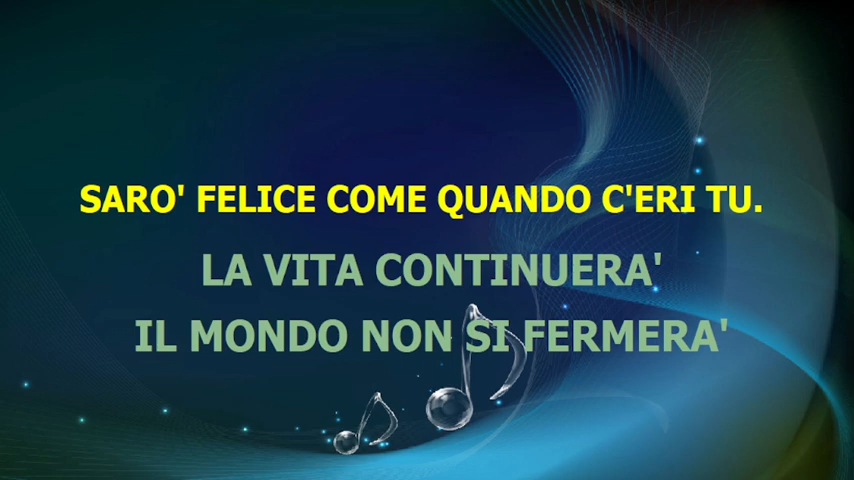 SARO' FELICE COME QUANDO C'ERI TU.
LA VITA CONTINUERA'
IL MONDO NON SI FERMERA'